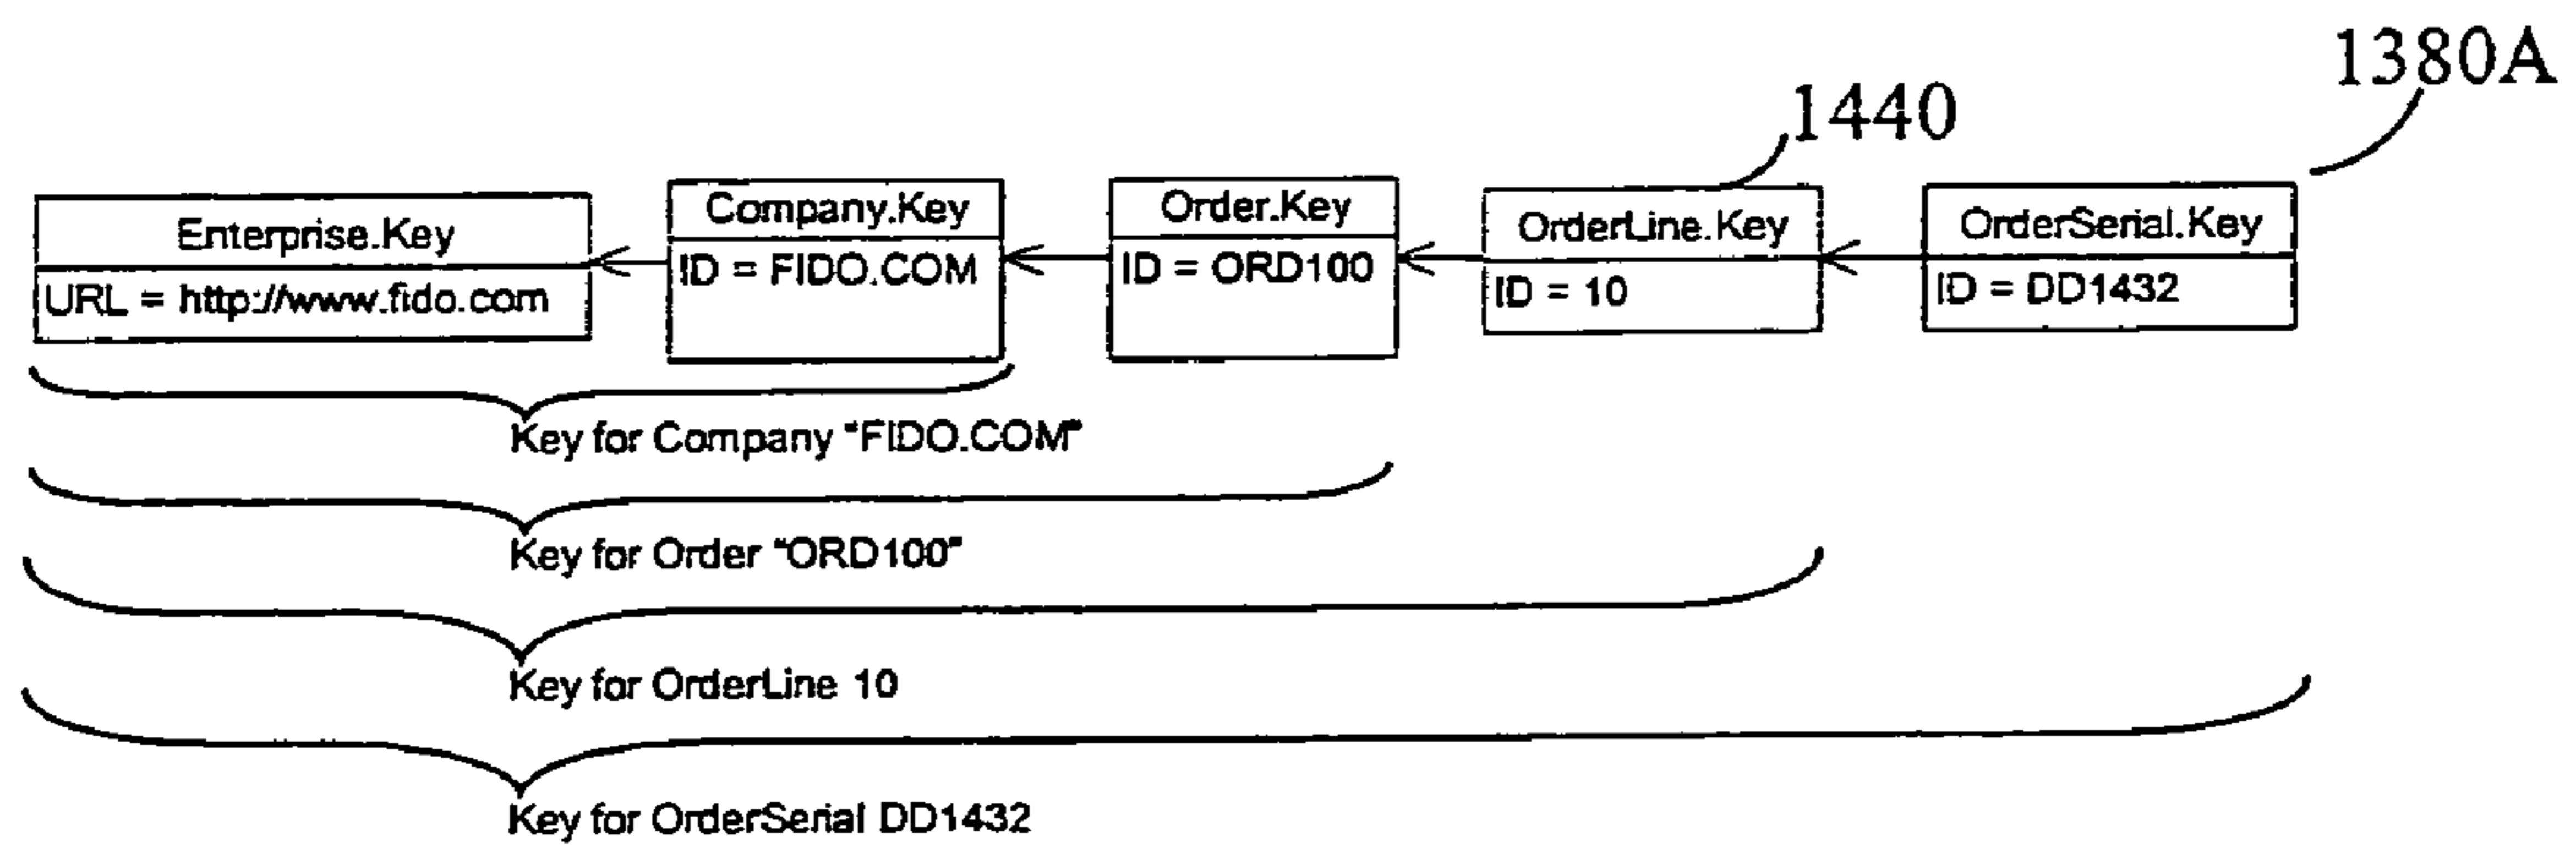 1380A
1440
Enterprise.Key
URL = http://www.fido.com
Company.Key
ID = FIDO.COM
Order.Key
ID = ORD100
OrderLine.Key
ID = 10
OrderSerial.Key
ID = DD1432
Key for Company "FIDO.COM"
Key for Order "ORD100"
Key for OrderLine 10
Key for OrderSerial DD1432